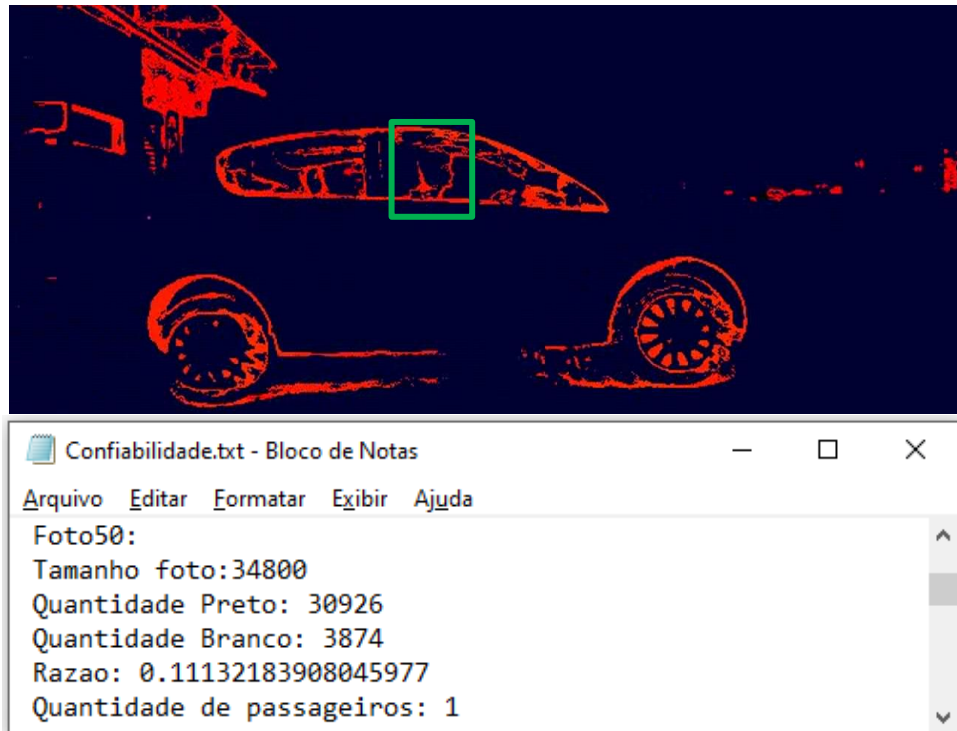 Confiabilidade.txt - Bloco de Notas
Arquivo Editar Formatar Exibir Ajuda
Foto50:
Tamanho foto:34800
Quantidade Preto: 30926
Quantidade Branco: 3874
Razao: 0.11132183908045977
Quantidade de passageiros: 1